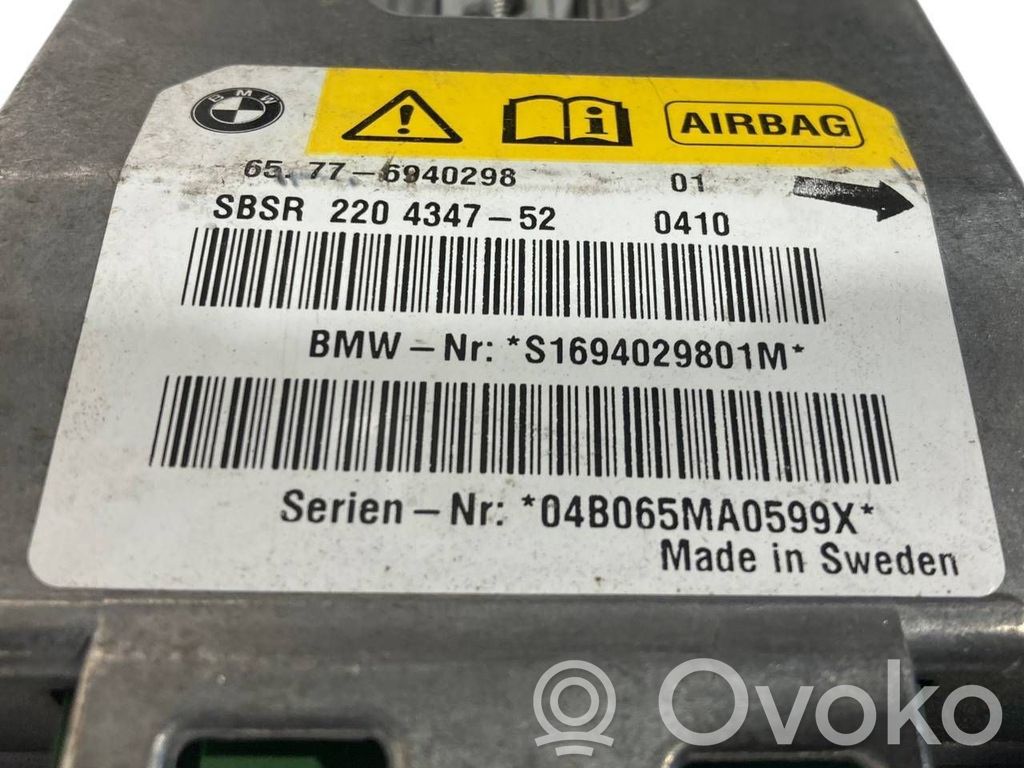 BMW
AIRBAG
65. 77-6940298 01
SBSR 220 4347-52 0410
BMW-Nr: *S1694029801M*
Serien-Nr: *04B065MA0599X*
Made in Sweden
Ovoko